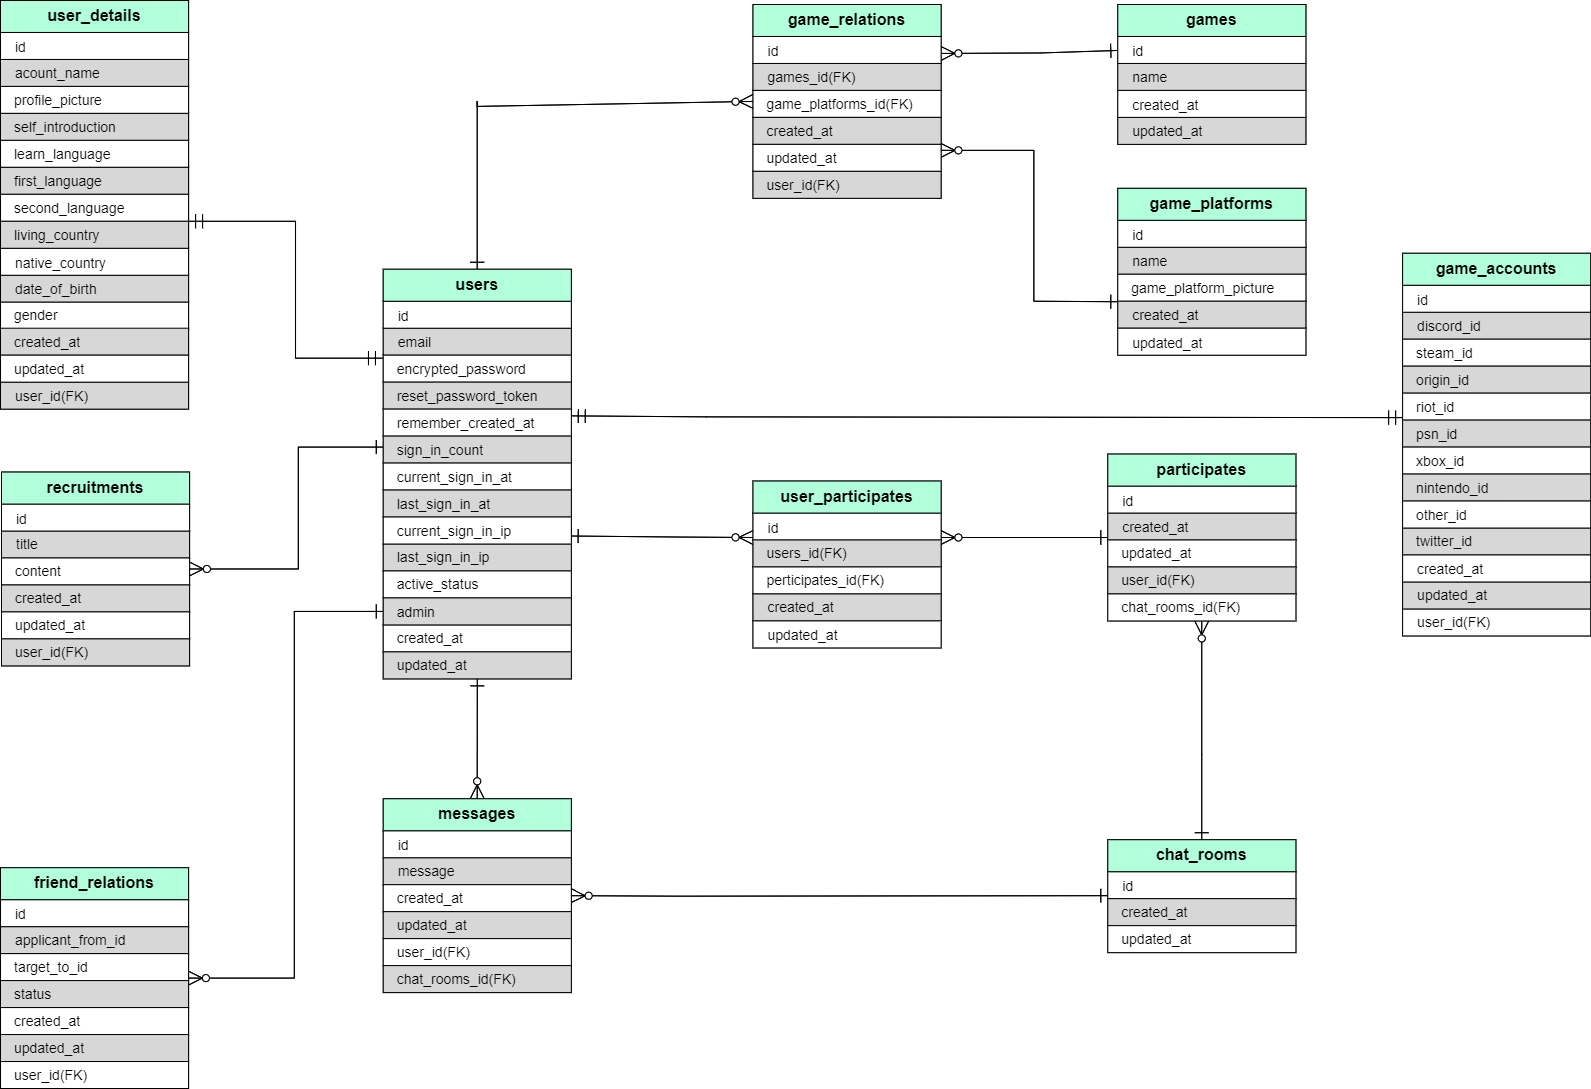 user_details
id
acount_name
profile_picture
self_introduction
learn_language
first_language
second_language
living_country
native_country
date_of_birth
gender
created_at
updated_at
user_id(FK)
recruitments
id
title
content
created_at
updated_at
user_id(FK)
friend_relations
id
applicant_from_id
target_to_id
status
created_at
updated_at
user_id(FK)
users
id
email
encrypted_password
reset_password_token
remember_created_at
sign_in_count
current_sign_in_at
last_sign_in_at
current_sign_in_ip
last_sign_in_ip
active_status
admin
created_at
updated_at
messages
id
message
created_at
updated_at
user_id(FK)
chat_rooms_id(FK)
game_relations
id
games_id(FK)
game_platforms_id(FK)
created_at
updated_at
user_id(FK)
user_participates
id
users_id(FK)
perticipates_id(FK)
created_at
updated_at
games
id
name
created_at
updated_at
game_platforms
id
name
game_platform_picture
created_at
updated_at
participates
id
created_at
updated_at
user_id(FK)
chat_rooms_id(FK)
chat_rooms
id
created_at
updated_at
game_accounts
id
discord_id
steam_id
origin_id
riot_id
psn_id
xbox_id
nintendo_id
other_id
twitter_id
created_at
updated_at
user_id(FK)